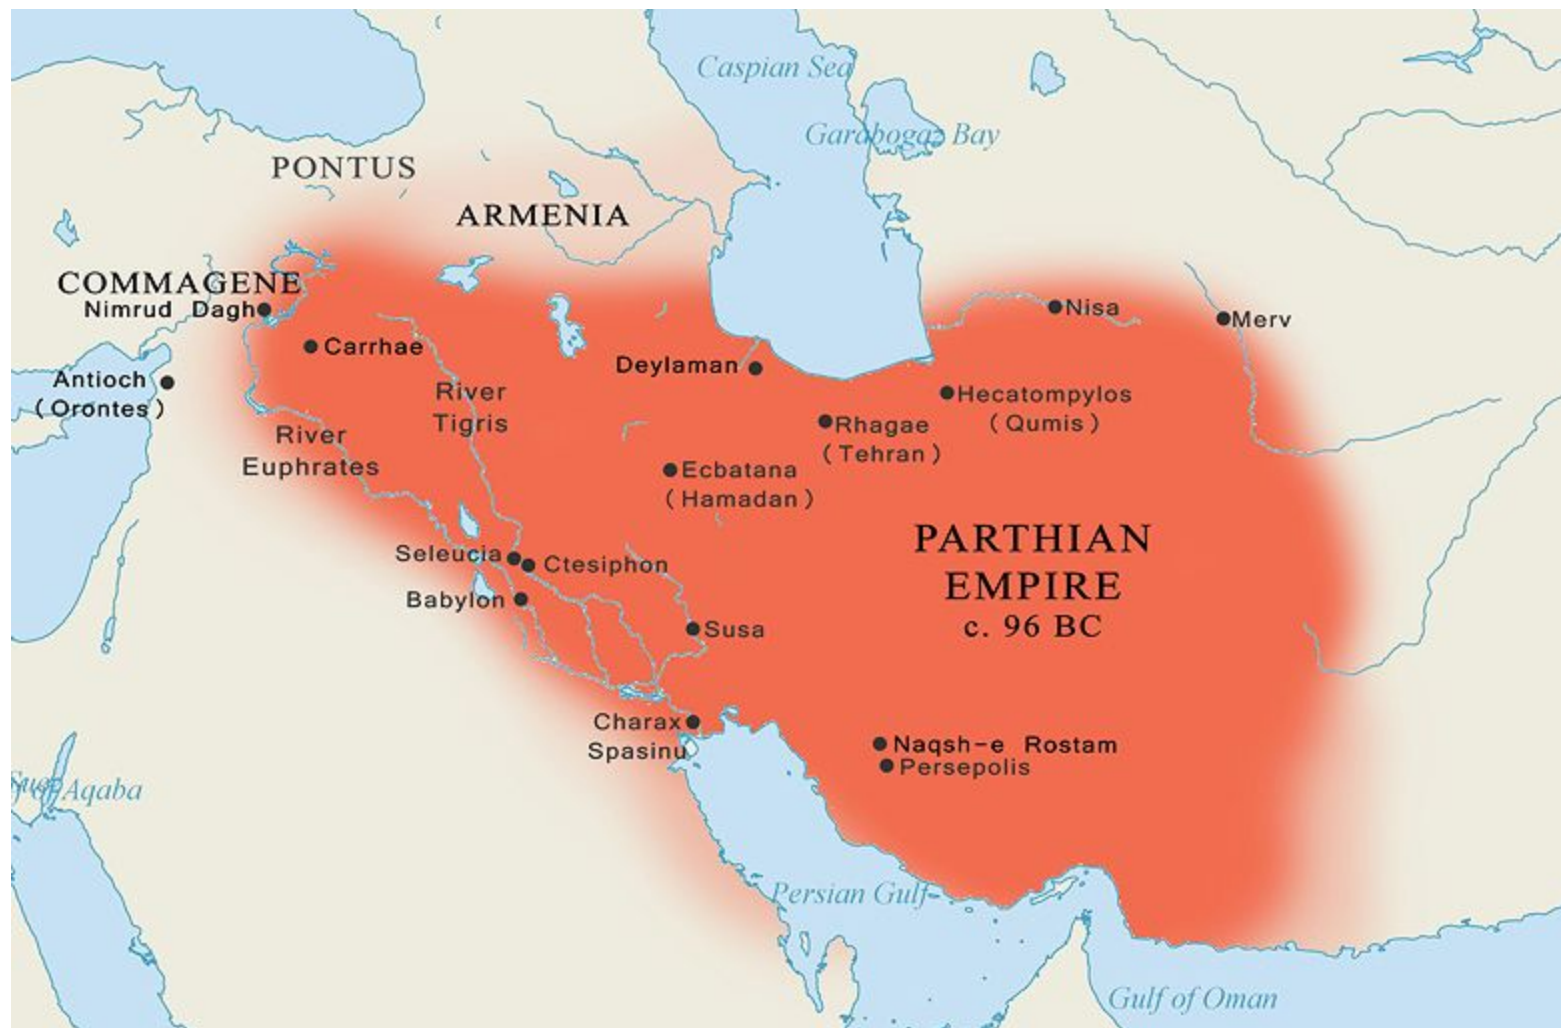 Caspian Sea
Garabogaz Bay
PONTUS
ARMENIA
COMMAGENE
Nimrud Dagh
Nisa
Merv
Carrhae
Deylaman
Antioch
(Orontes)
River
Tigris
Hecatompylos
(Qumis)
Rhagae
(Tehran)
River
Euphrates
Ecbatana
(Hamadan)
PARTHIAN
EMPIRE
c. 96 BC
Seleucia
Ctesiphon
Babylon
Susa
Charax
Spasinu
Naqsh-e Rostam
Persepolis
of Aqaba
Persian Gulf
Gulf of Oman